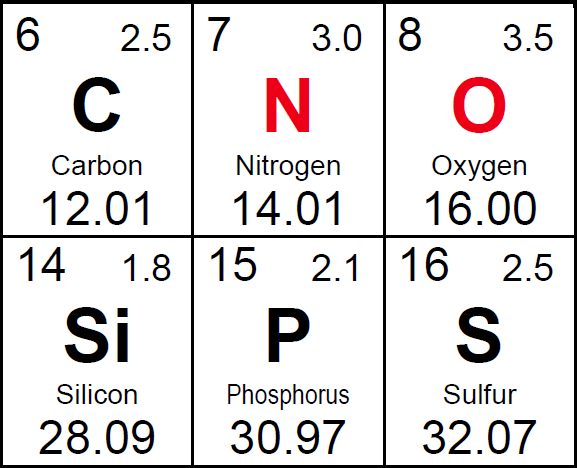 6 2.5 7 3.0 8 3.5
C N O
Carbon Nitrogen Oxygen
12.01 14.01 16.00
14 1.8 15 2.1 16 2.5
Si P S
Silicon Phosphorus Sulfur
28.09 30.97 32.07